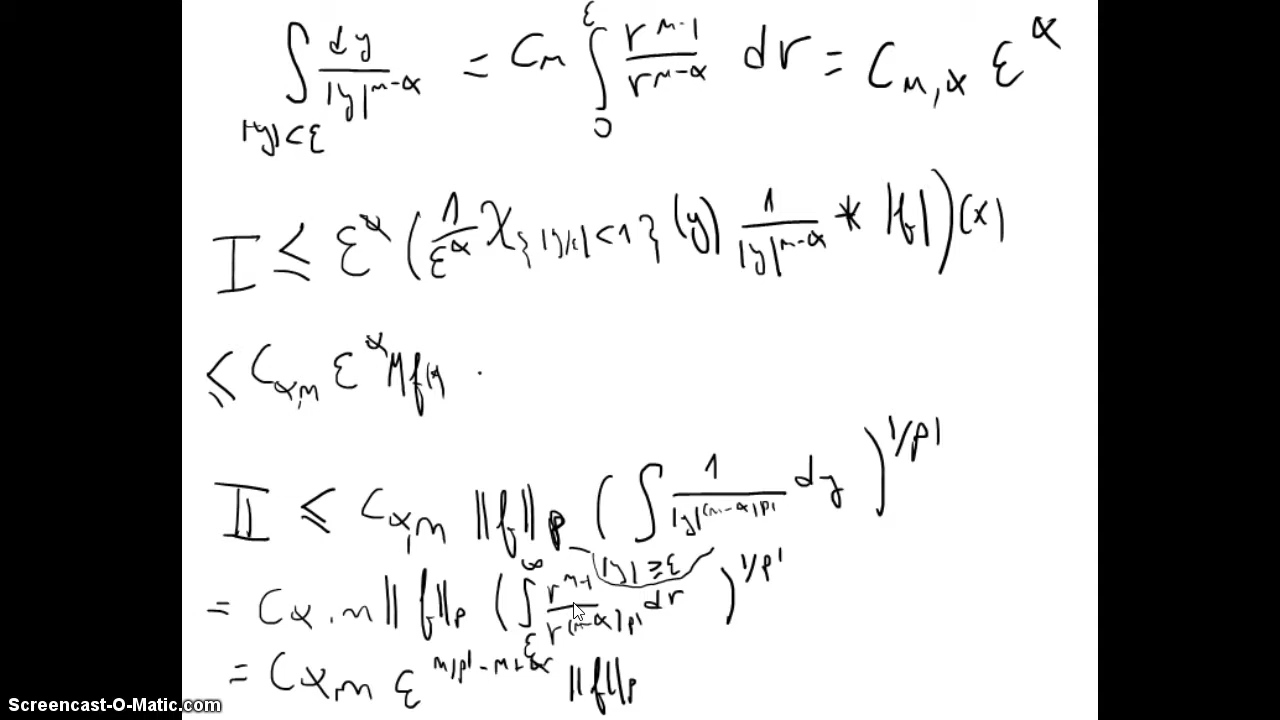 ∫_{|y|<ε} dy/|y|^{n-α} = C_n ∫_0^ε r^{n-1}/r^{n-α} dr = C_{n,α} ε^α
I ≤ ε^α (1/ε^α χ_{{|y/ε|<1}}(y) 1/|y|^{n-α} * |f|)(x)
≤ C_{α,n} ε^α Mf(x) .
II ≤ C_{α,n} ||f||_p (∫_{|y|≥ε} 1/|y|^{(n-α)p'} dy)^{1/p'}
= C_{α,n} ||f||_p (∫_ε^∞ r^{n-1}/r^{(n-α)p'} dr)^{1/p'}
= C_{α,n} ε^{n/p'-n+α} ||f||_p
Screencast-O-Matic.com